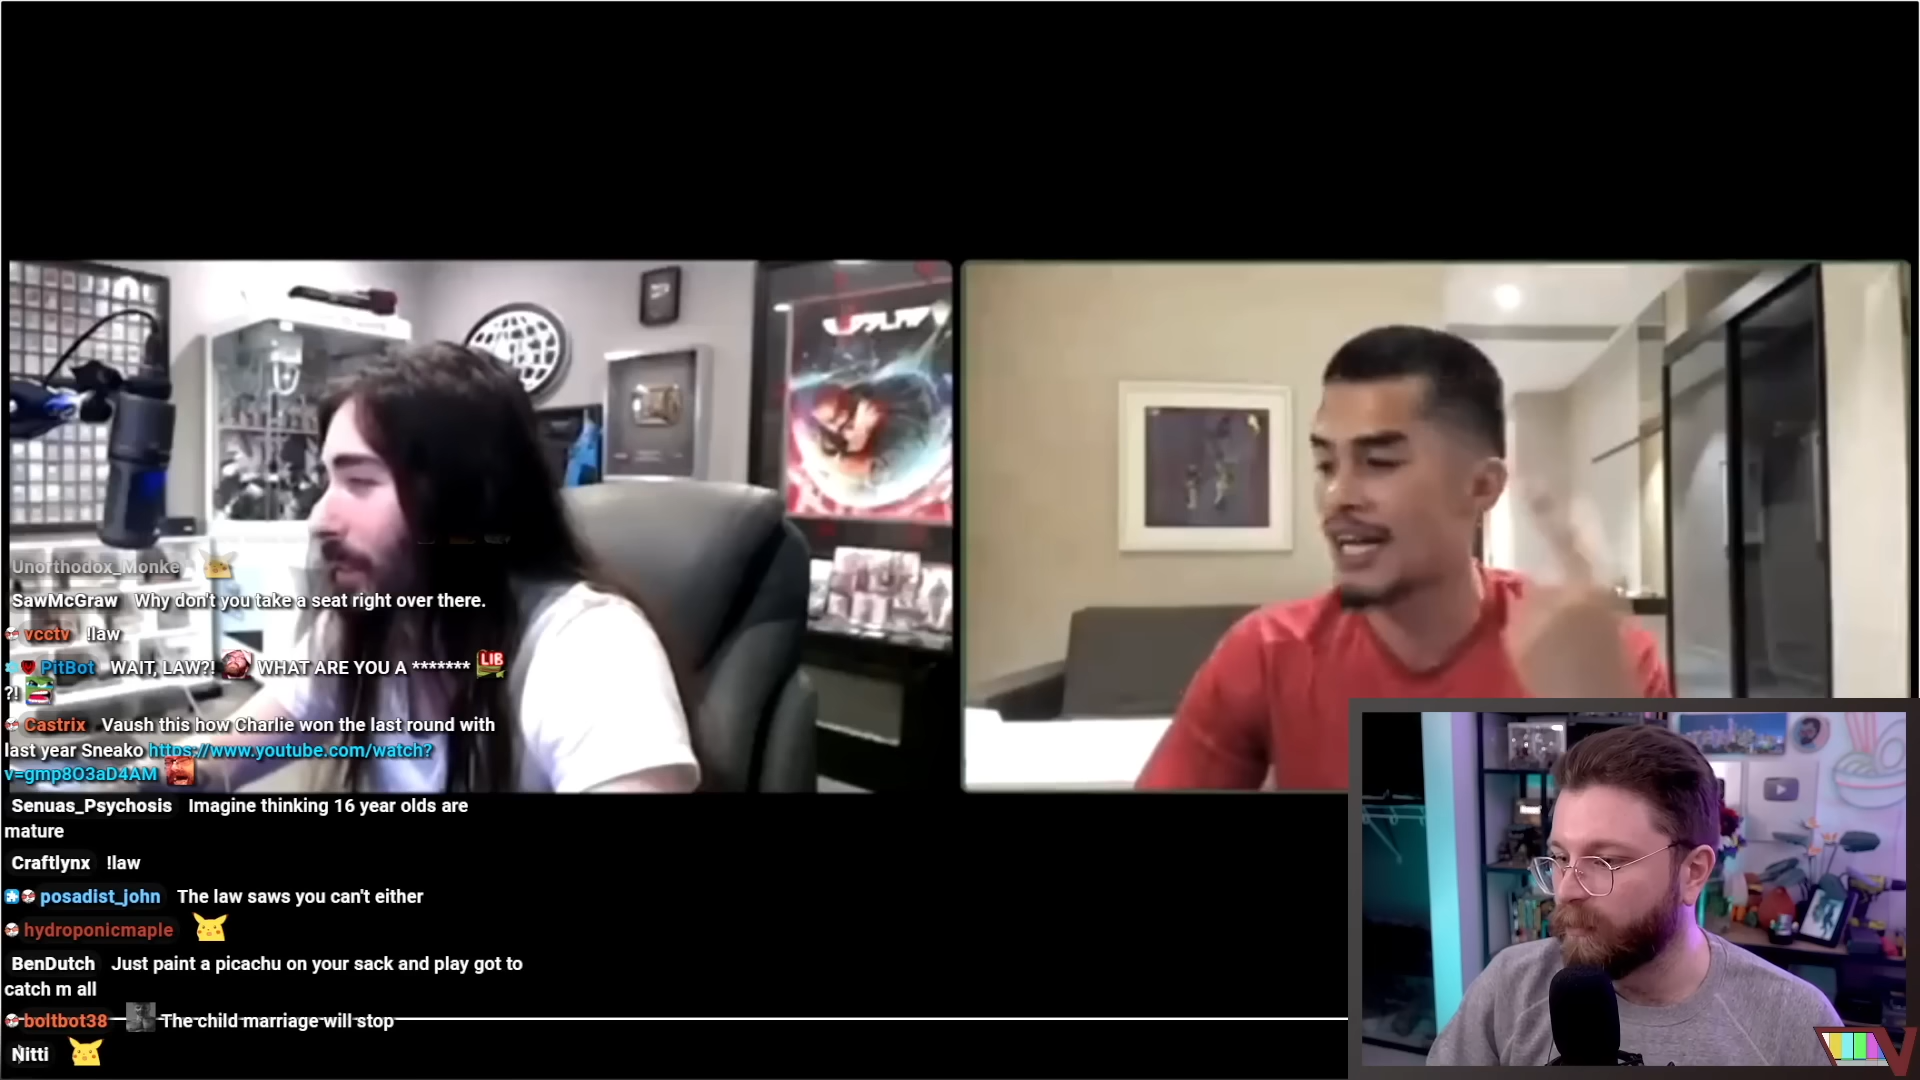 Unorthodox_Monke
SawMcGraw Why don't you take a seat right over there.
vcctv !law
PitBot WAIT, LAW?! WHAT ARE YOU A ******* LIB
?!
Castrix Vaush this how Charlie won the last round with
last year Sneako https://www.youtube.com/watch?
v=gmp8O3aD4AM
Senuas_Psychosis Imagine thinking 16 year olds are
mature
Craftlynx !law
posadist_john The law saws you can't either
hydroponicmaple
BenDutch Just paint a picachu on your sack and play got to
catch m all
boltbot38 The child marriage will stop
Nitti